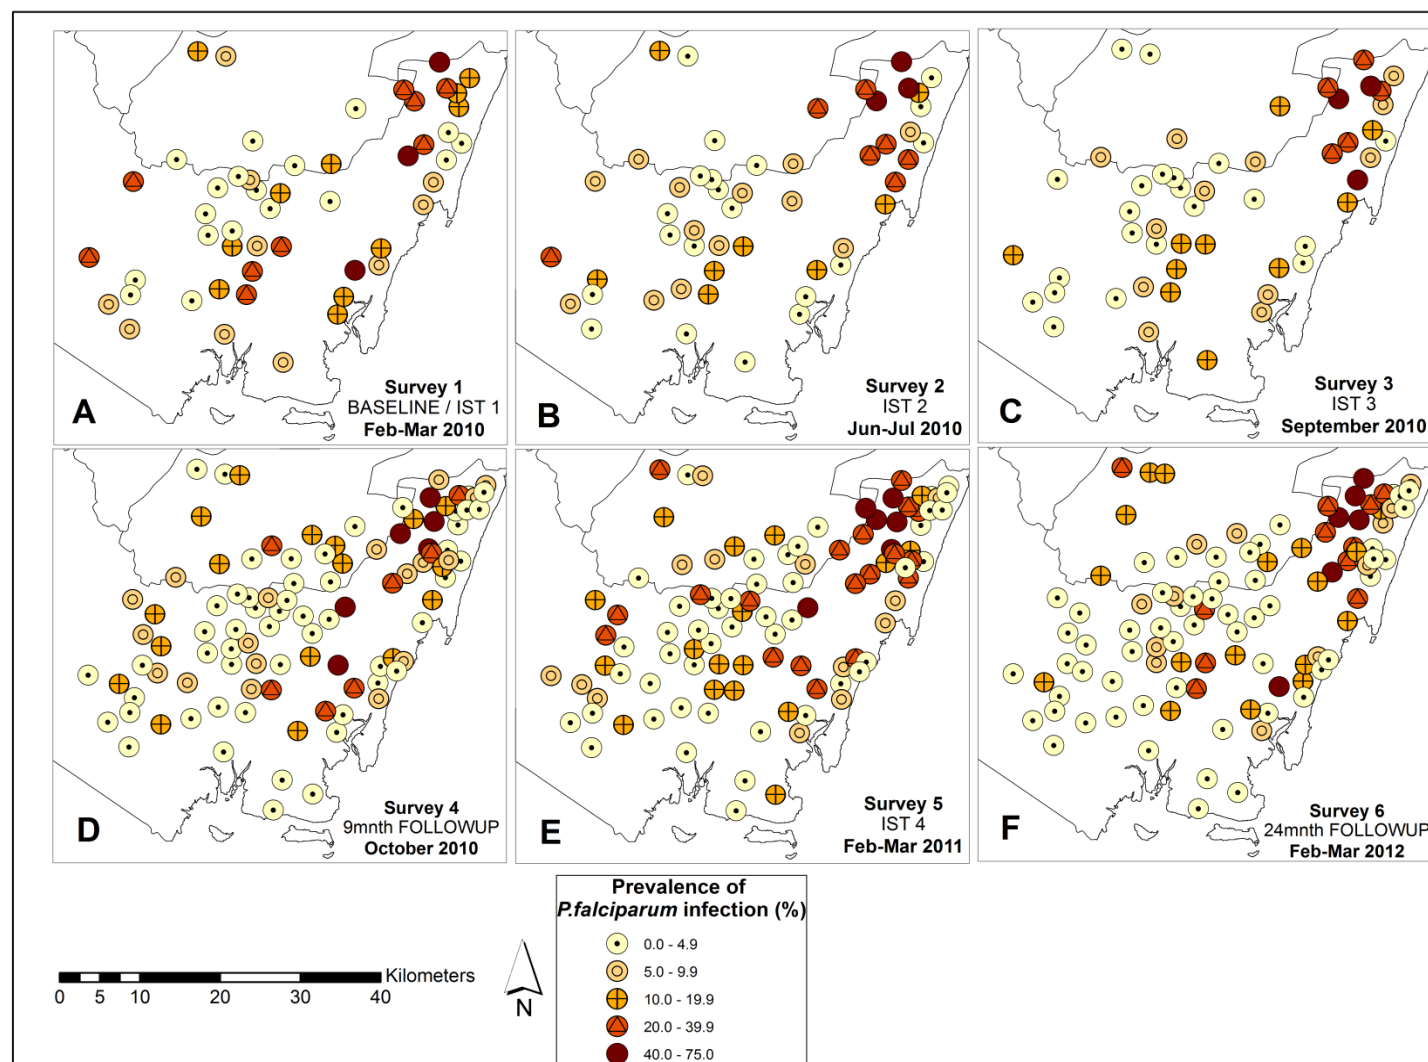 A
Survey 1
BASELINE / IST 1
Feb-Mar 2010
B
Survey 2
IST 2
Jun-Jul 2010
C
Survey 3
IST 3
September 2010
D
Survey 4
9mnth FOLLOWUP
October 2010
E
Survey 5
IST 4
Feb-Mar 2011
F
Survey 6
24mnth FOLLOWUP
Feb-Mar 2012
Prevalence of
P.falciparum infection (%)
0.0 - 4.9
5.0 - 9.9
10.0 - 19.9
20.0 - 39.9
40.0 - 75.0
Kilometers
0 5 10 20 30 40
N